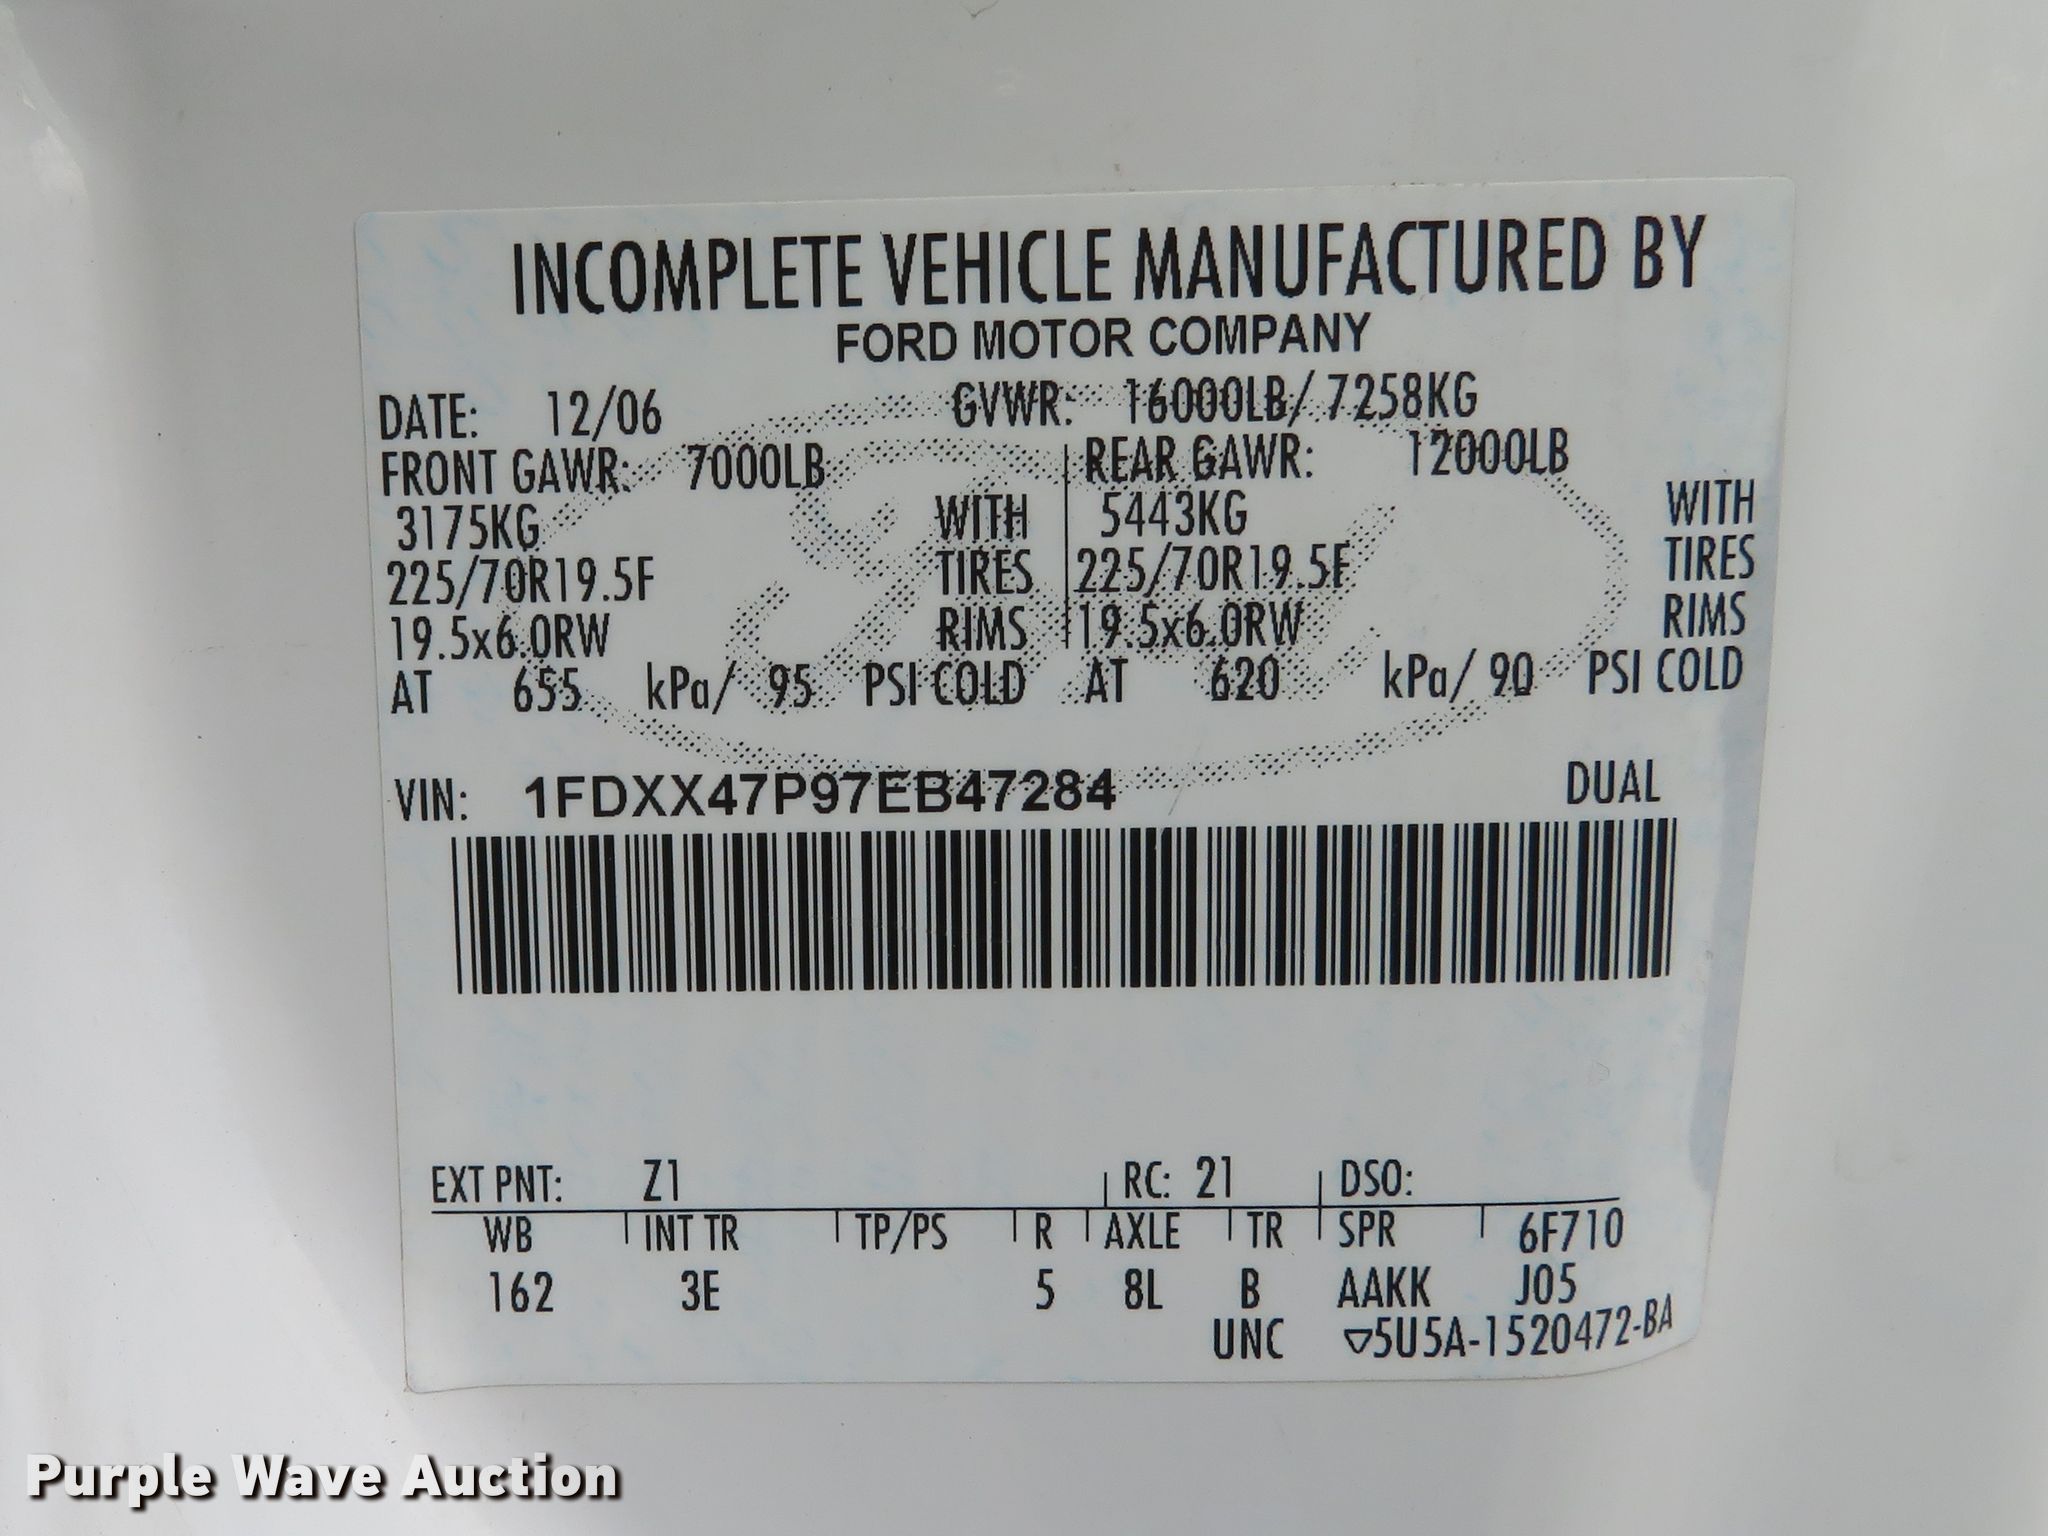 INCOMPLETE VEHICLE MANUFACTURED BY
FORD MOTOR COMPANY
DATE: 12/06 GVWR: 16000LB/ 7258KG
FRONT GAWR: 7000LB REAR GAWR: 12000LB
3175KG WITH 5443KG WITH
225/70R19.5F TIRES 225/70R19.5F TIRES
19.5x6.0RW RIMS 19.5x6.0RW RIMS
AT 655 kPa/ 95 PSI COLD AT 620 kPa/ 90 PSI COLD
VIN: 1FDXX47P97EB47284 DUAL
EXT PNT: Z1 RC: 21 DSO:
WB INT TR TP/PS R AXLE TR SPR 6F710
162 3E 5 8L B AAKK J05
UNC ▽5U5A-1520472-BA
Purple Wave Auction